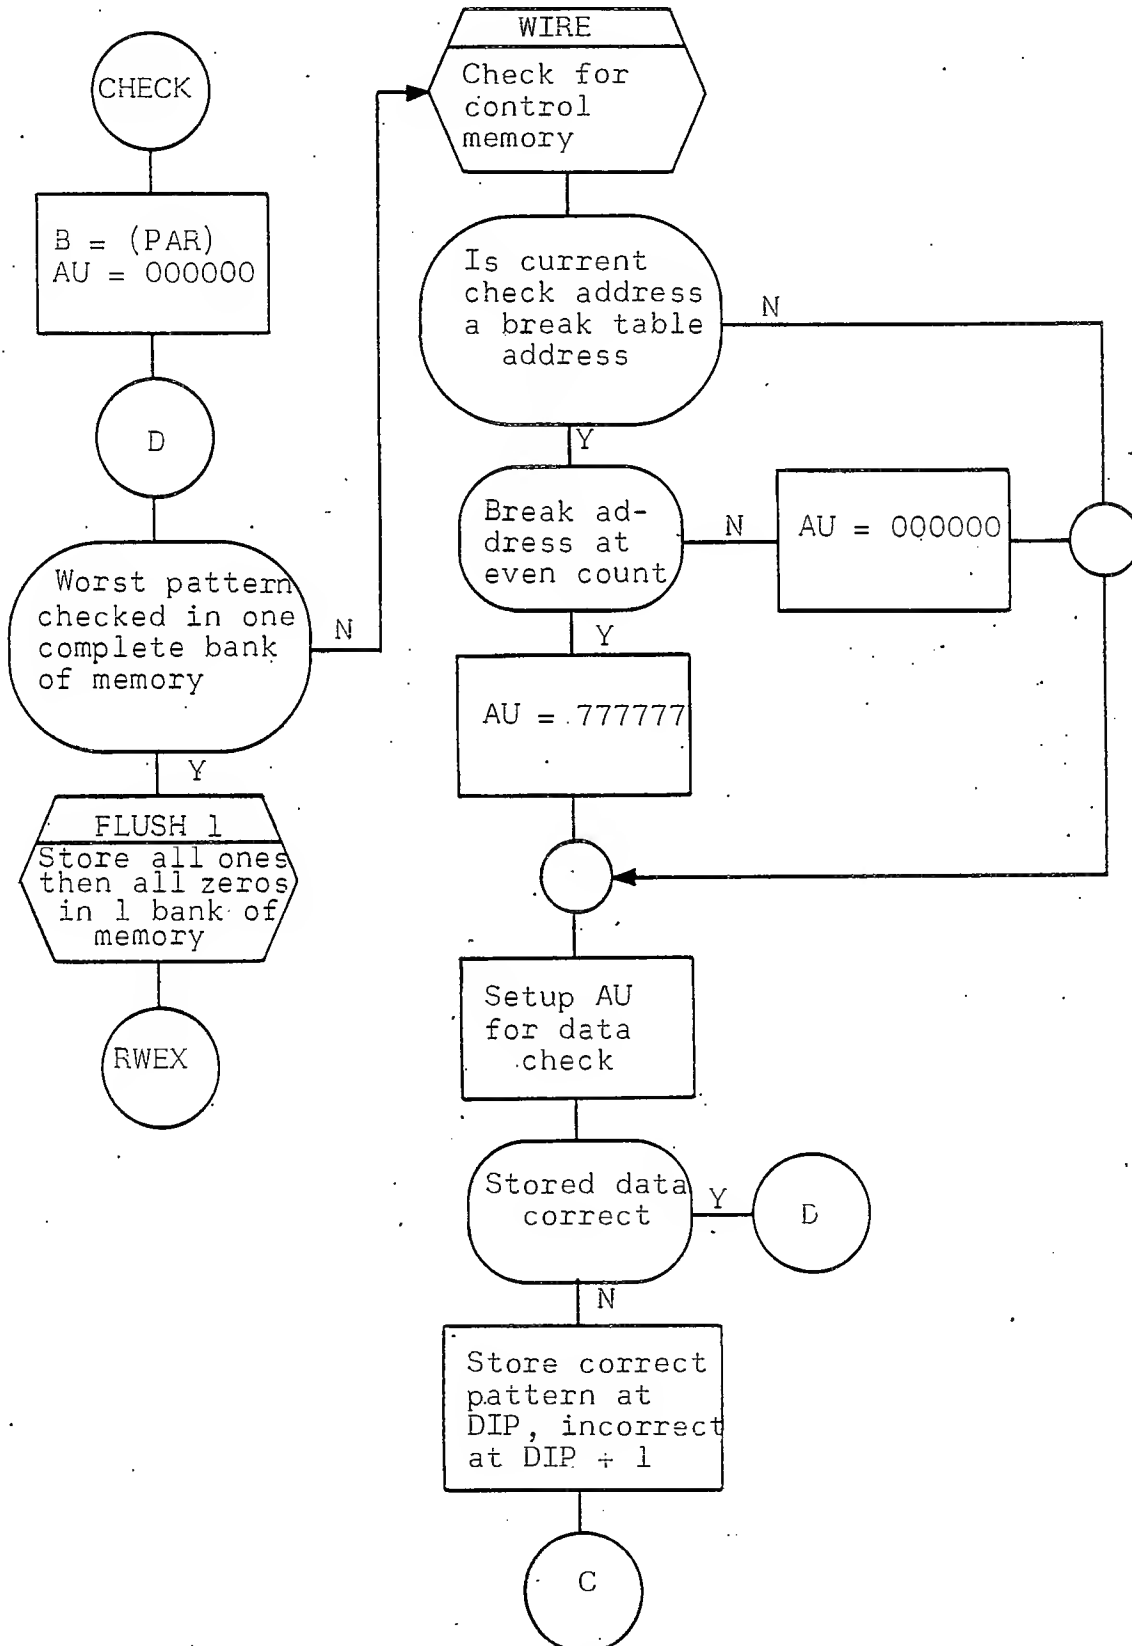 CHECK
B = (PAR)
AU = 000000
D
Worst pattern
checked in one
complete bank
of memory
N
Y
FLUSH 1
Store all ones
then all zeros
in 1 bank of
memory
RWEX
WIRE
Check for
control
memory
Is current
check address
a break table
address
N
Y
Break ad-
dress at
even count
N
AU = 000000
Y
AU = 777777
Setup AU
for data
check
Stored data
correct
Y
D
N
Store correct
pattern at
DIP, incorrect
at DIP + 1
C